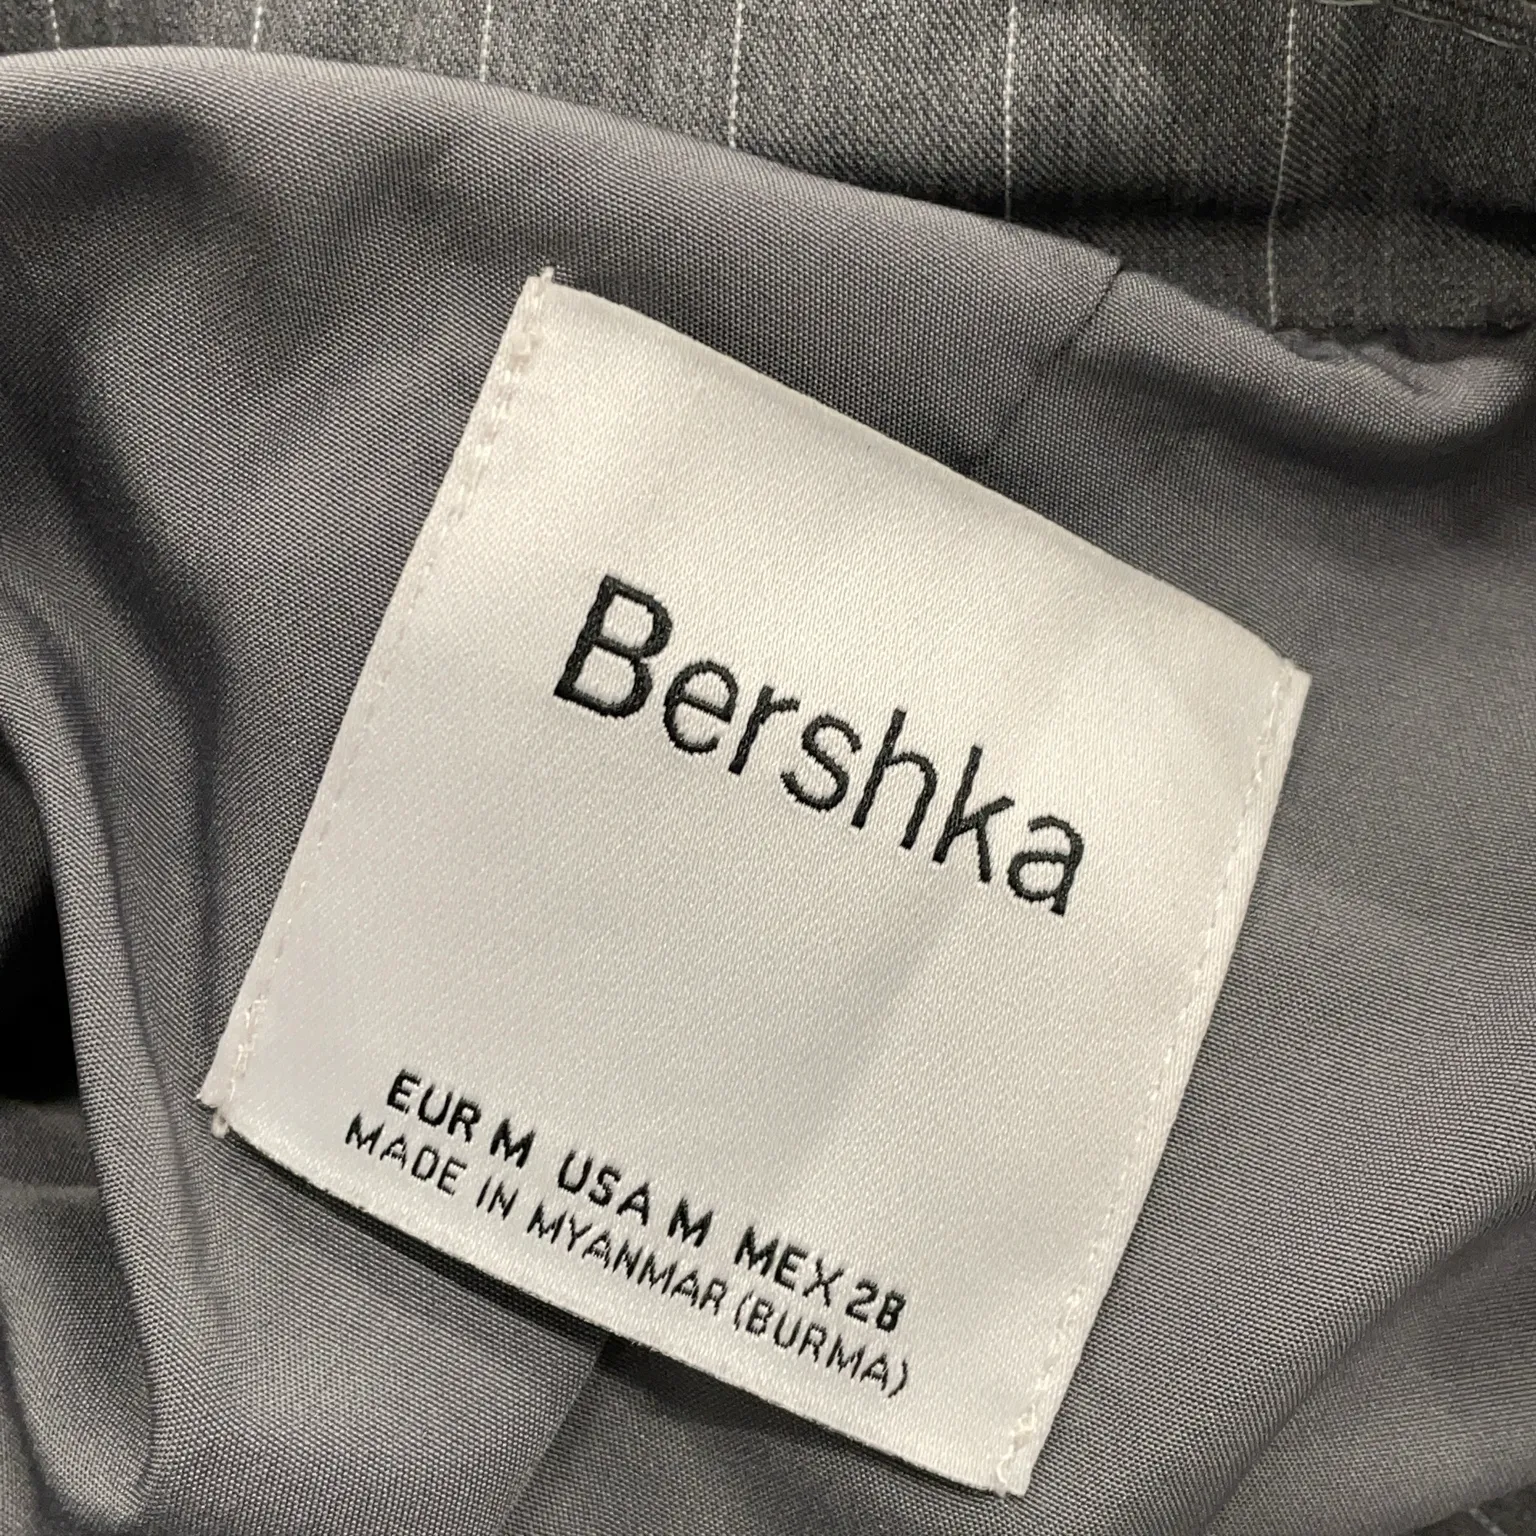 Bershka
EUR M USA M MEX 28
MADE IN MYANMAR (BURMA)